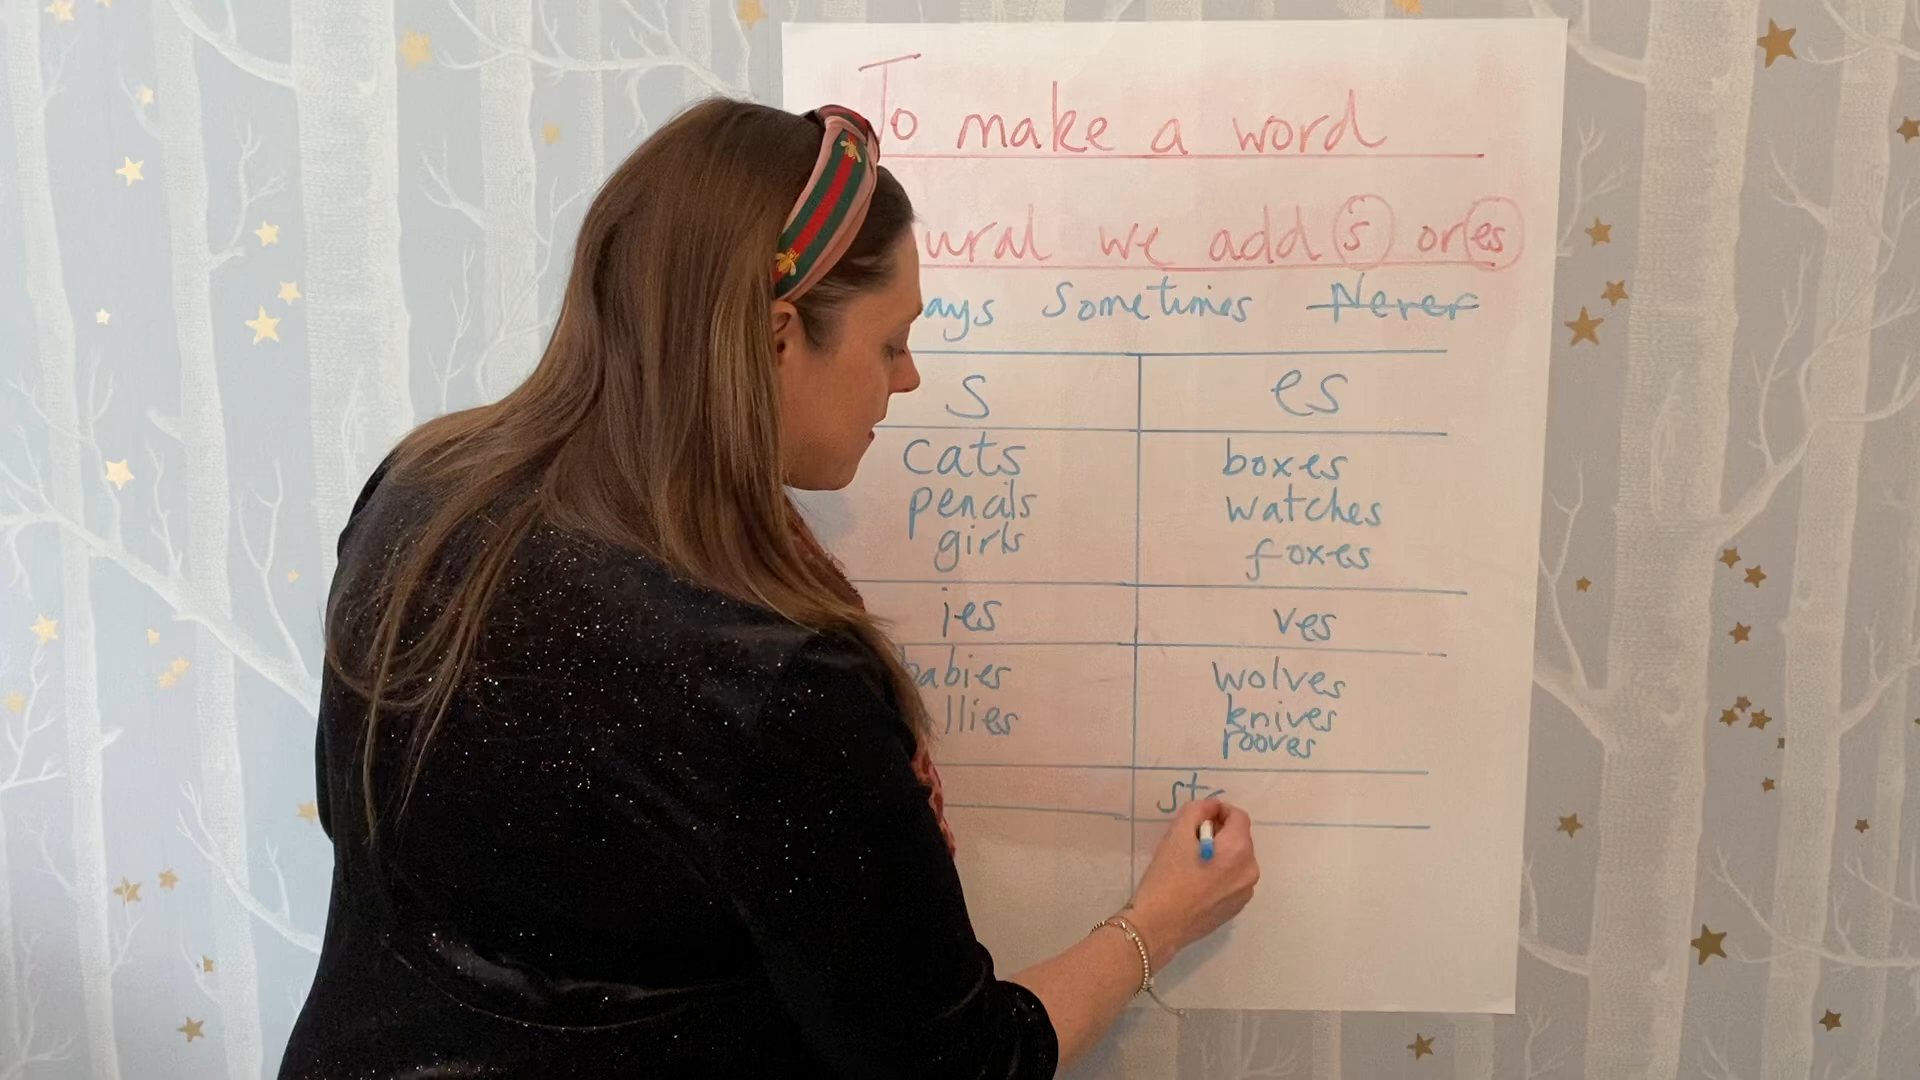 To make a word
ural we add s or es
ays Sometimes Never
s es
cats boxes
pencils watches
girls foxes
ies ves
babies wolves
llies knives
rooves
st